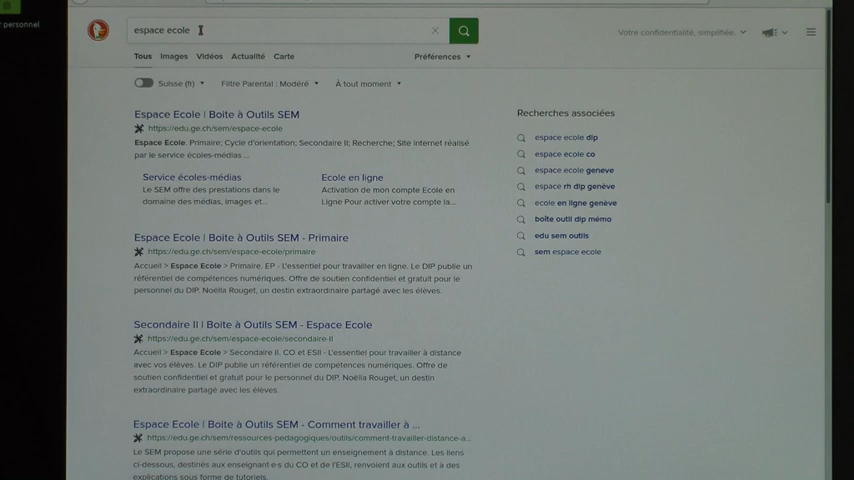 r personnel
espace ecole
Votre confidentialité, simplifiée.
Tous Images Vidéos Actualité Carte Préférences
Suisse (fr) Filtre Parental : Modéré À tout moment
Espace Ecole | Boite à Outils SEM
https://edu.ge.ch/sem/espace-ecole
Espace Ecole. Primaire; Cycle d'orientation; Secondaire II; Recherche; Site internet réalisé
par le service écoles-médias ...
Service écoles-médias
Le SEM offre des prestations dans le
domaine des médias, images et...
Ecole en ligne
Activation de mon compte Ecole en
Ligne Pour activer votre compte la...
Espace Ecole | Boite à Outils SEM - Primaire
https://edu.ge.ch/sem/espace-ecole/primaire
Accueil > Espace Ecole > Primaire. EP - L'essentiel pour travailler en ligne. Le DIP publie un
référentiel de compétences numériques. Offre de soutien confidentiel et gratuit pour le
personnel du DIP. Noëlla Rouget, un destin extraordinaire partagé avec les élèves.
Secondaire II | Boite à Outils SEM - Espace Ecole
https://edu.ge.ch/sem/espace-ecole/secondaire-II
Accueil > Espace Ecole > Secondaire II. CO et ESII - L'essentiel pour travailler à distance
avec vos élèves. Le DIP publie un référentiel de compétences numériques. Offre de
soutien confidentiel et gratuit pour le personnel du DIP. Noëlla Rouget, un destin
extraordinaire partagé avec les élèves.
Espace Ecole | Boite à Outils SEM - Comment travailler à ...
https://edu.ge.ch/sem/ressources-pedagogiques/outils/comment-travailler-distance-a...
Le SEM propose une série d'outils qui permettent un enseignement à distance. Les liens
ci-dessous, destinés aux enseignant·e·s du CO et de l'ESII, renvoient aux outils et à des
explications sous forme de tutoriels.
Recherches associées
espace ecole dip
espace ecole co
espace ecole geneve
espace rh dip genève
ecole en ligne genève
boîte outil dip mémo
edu sem outils
sem espace ecole